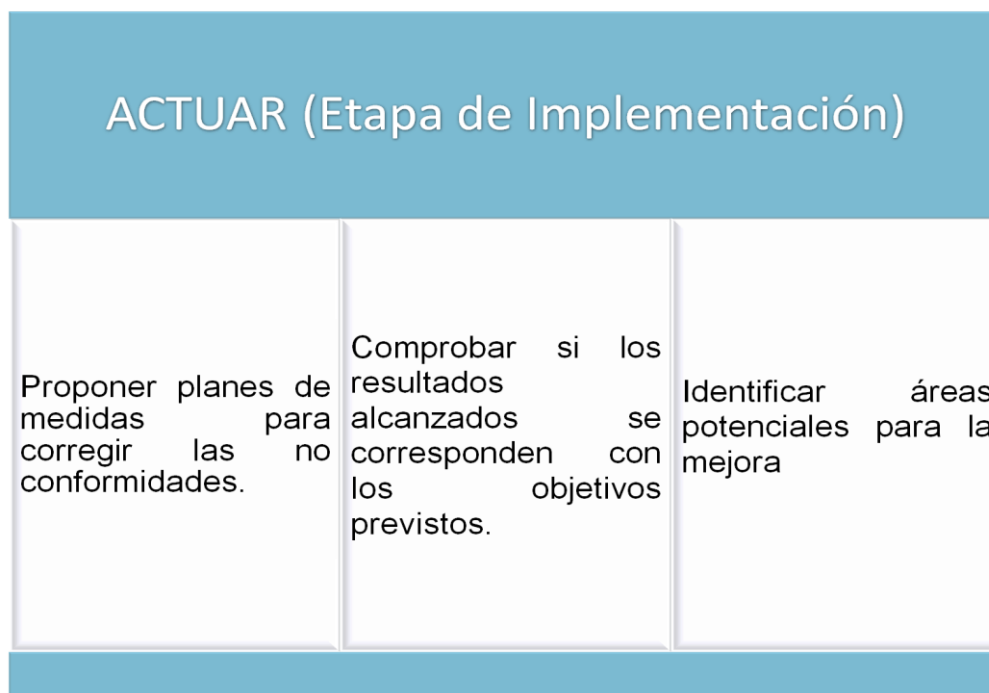 ACTUAR (Etapa de Implementación)
Proponer planes de
medidas para
corregir las no
conformidades.
Comprobar si los
resultados
alcanzados se
corresponden con
los objetivos
previstos.
Identificar áreas
potenciales para la
mejora